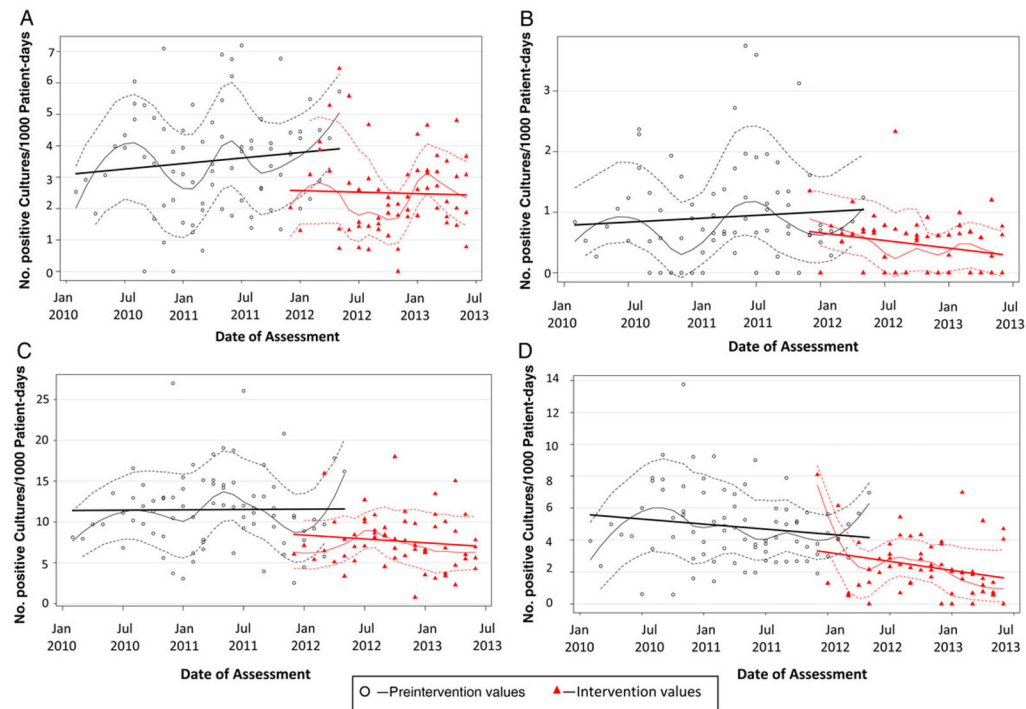 A
No. positive Cultures/1000 Patient-days
7
6
5
4
3
2
1
0
Jan Jul Jan Jul Jan Jul Jan Jul
2010 2010 2011 2011 2012 2012 2013 2013
Date of Assessment
B
No. positive Cultures/1000 Patient-days
3
2
1
0
Jan Jul Jan Jul Jan Jul Jan Jul
2010 2010 2011 2011 2012 2012 2013 2013
Date of Assessment
C
No. positive Cultures/1000 Patient-days
25
20
15
10
5
0
Jan Jul Jan Jul Jan Jul Jan Jul
2010 2010 2011 2011 2012 2012 2013 2013
Date of Assessment
D
No. positive Cultures/1000 Patient-days
14
12
10
8
6
4
2
0
Jan Jul Jan Jul Jan Jul Jan Jul
2010 2010 2011 2011 2012 2012 2013 2013
Date of Assessment
—Preintervention values —Intervention values